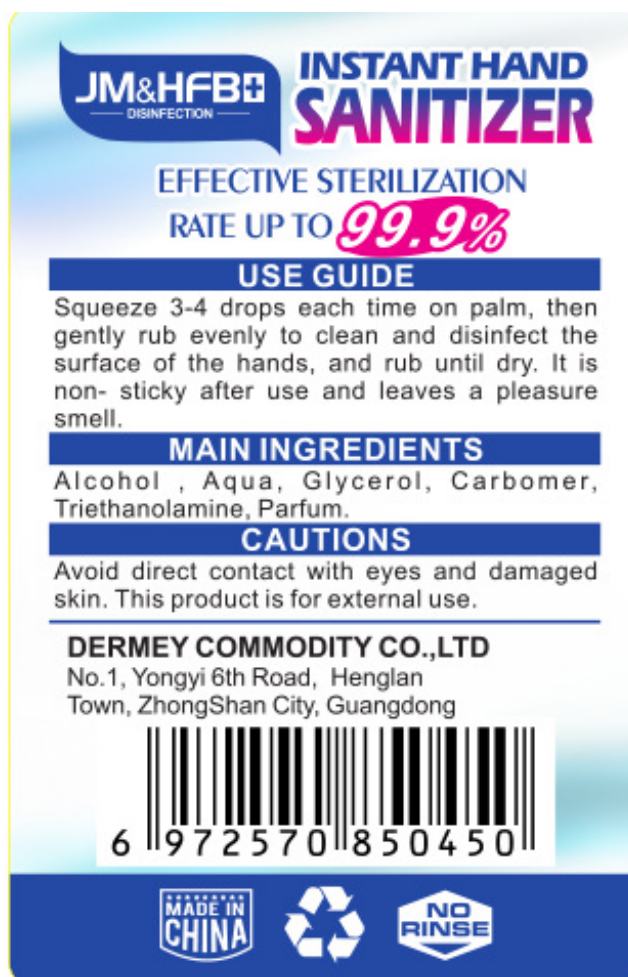 JM&HFB
DISINFECTION
INSTANT HAND
SANITIZER
EFFECTIVE STERILIZATION
RATE UP TO 99.9%
USE GUIDE
Squeeze 3-4 drops each time on palm, then
gently rub evenly to clean and disinfect the
surface of the hands, and rub until dry. It is
non- sticky after use and leaves a pleasure
smell.
MAIN INGREDIENTS
Alcohol , Aqua, Glycerol, Carbomer,
Triethanolamine, Parfum.
CAUTIONS
Avoid direct contact with eyes and damaged
skin. This product is for external use.
DERMEY COMMODITY CO.,LTD
No.1, Yongyi 6th Road, Henglan
Town, ZhongShan City, Guangdong
6 972570 850450
MADE IN
CHINA
NO
RINSE